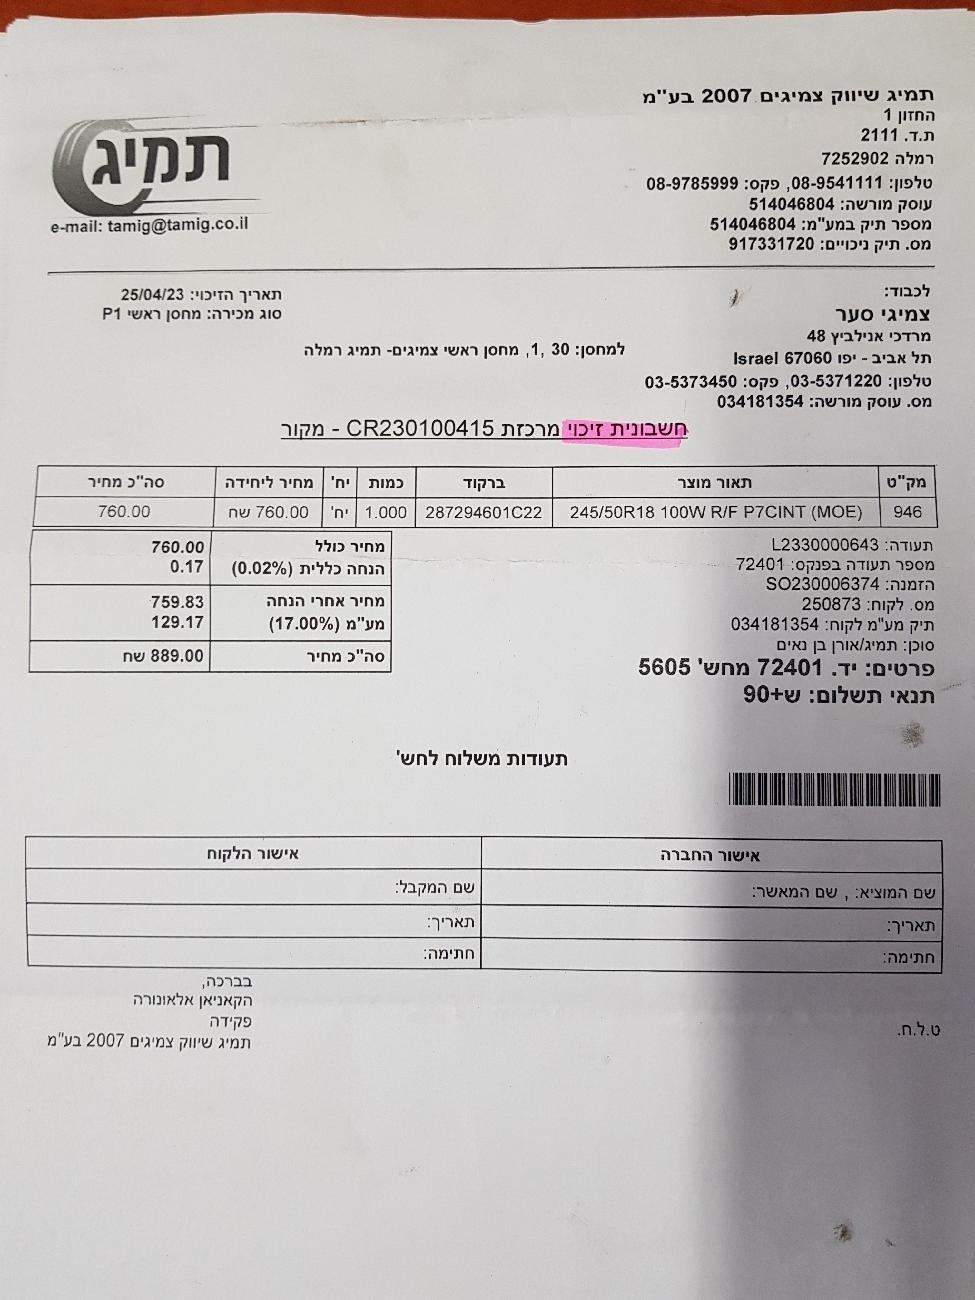 תמיג שיווק צמיגים 2007 בע"מ
החזון 1
ת.ד. 2111
רמלה 7252902
טלפון: 08-9541111, פקס: 08-9785999
עוסק מורשה: 514046804
מספר תיק במע"מ: 514046804
מס. תיק ניכויים: 917331720
תמיג
e-mail: tamig@tamig.co.il
לכבוד:
צמיגי סער
מרדכי אנילביץ 48
תל אביב - יפו 67060 Israel
טלפון: 03-5371220, פקס: 03-5373450
מס. עוסק מורשה: 034181354
תאריך הזיכוי: 25/04/23
סוג מכירה: מחסן ראשי P1
למחסן: 30 ,1, מחסן ראשי צמיגים- תמיג רמלה
חשבונית זיכוי מרכזת CR230100415 - מקור
מק"ט תאור מוצר ברקוד כמות יח' מחיר ליחידה סה"כ מחיר
946 245/50R18 100W R/F P7CINT (MOE) 287294601C22 1.000 יח' 760.00 שח 760.00
מחיר כולל 760.00
הנחה כללית (0.02%) 0.17
מחיר אחרי הנחה 759.83
מע"מ (17.00%) 129.17
סה"כ מחיר 889.00 שח
תעודה: L2330000643
מספר תעודה בפנקס: 72401
הזמנה: SO230006374
מס. לקוח: 250873
תיק מע"מ לקוח: 034181354
סוכן: תמיג/אורן בן נאים
פרטים: יד. 72401 מחש' 5605
תנאי תשלום: ש+90
תעודות משלוח לחש'
אישור החברה אישור הלקוח
שם המוציא: , שם המאשר: שם המקבל:
תאריך: תאריך:
חתימה: חתימה:
בברכה,
הקאניאן אלאונורה
פקידה
תמיג שיווק צמיגים 2007 בע"מ
ט.ל.ח.